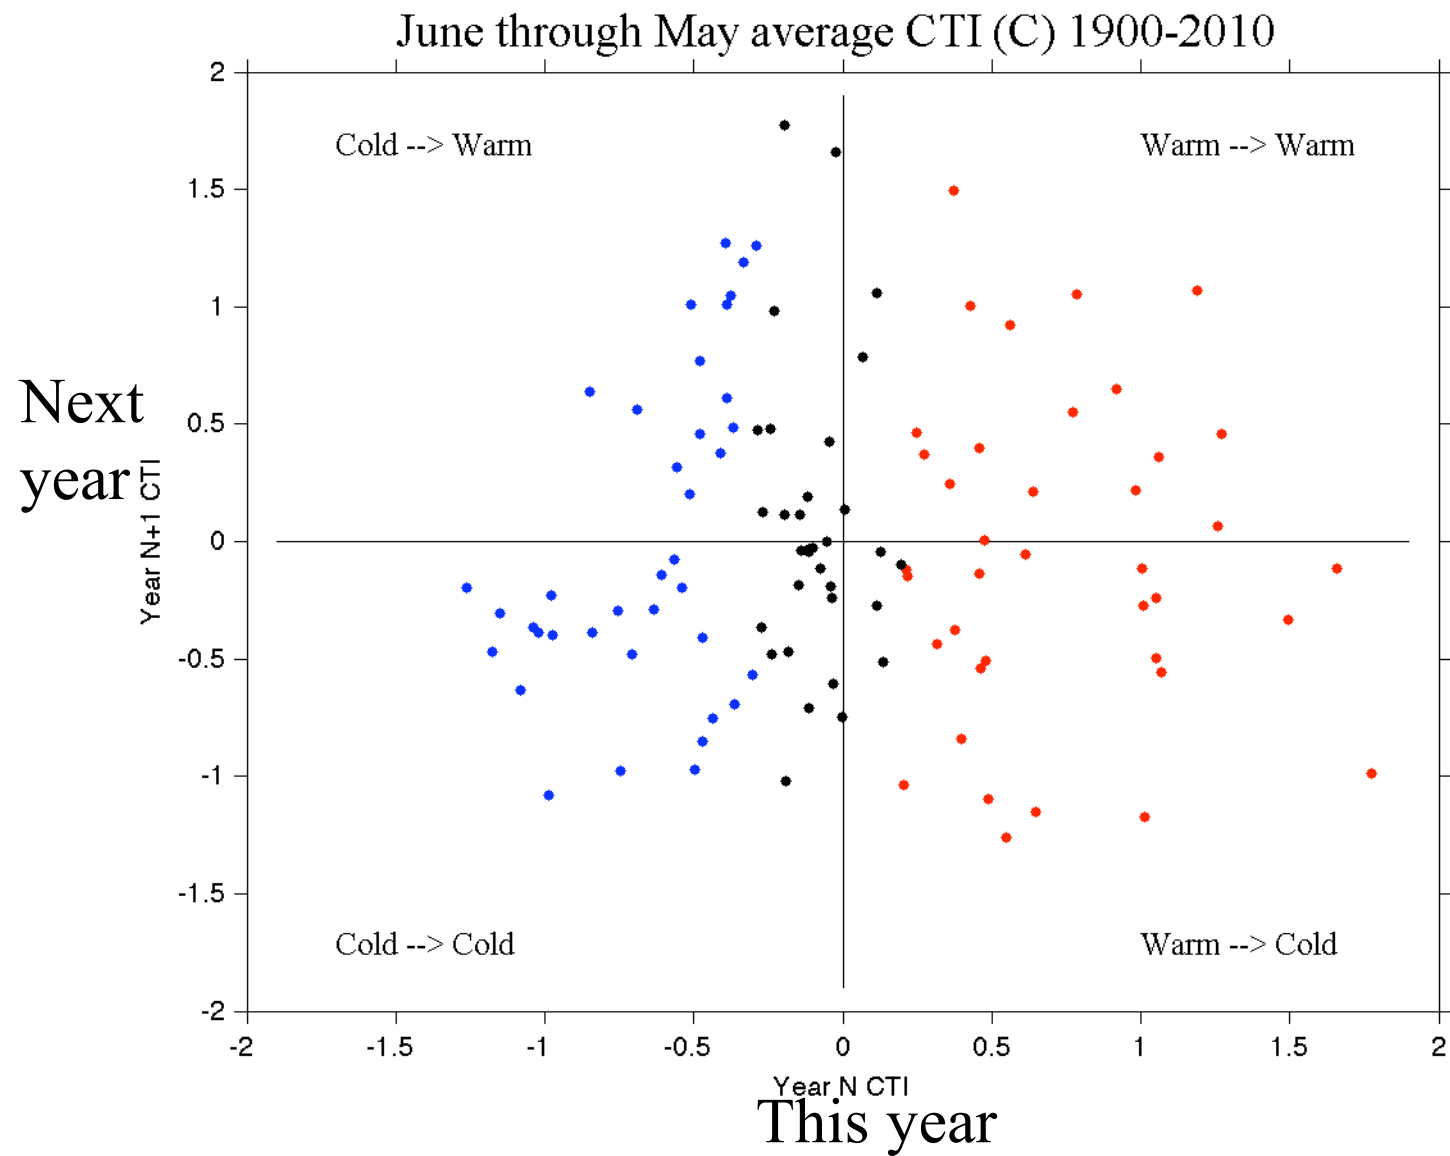 June through May average CTI (C) 1900-2010
2
Cold --> Warm
Warm --> Warm
1.5
1
Next
year
0.5
Year N+1 CTI
0
-0.5
-1
-1.5
Cold --> Cold
Warm --> Cold
-2
-2 -1.5 -1 -0.5 0 0.5 1 1.5 2
Year N CTI
This year